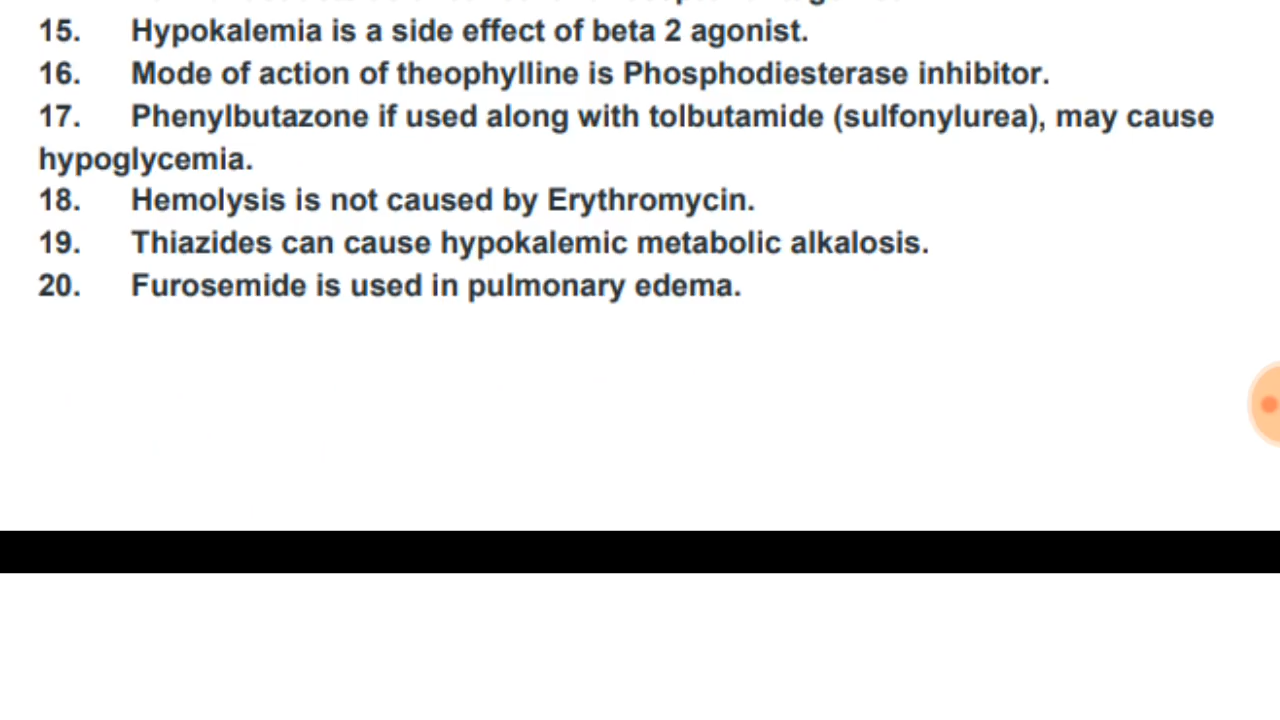 15. Hypokalemia is a side effect of beta 2 agonist.
16. Mode of action of theophylline is Phosphodiesterase inhibitor.
17. Phenylbutazone if used along with tolbutamide (sulfonylurea), may cause
hypoglycemia.
18. Hemolysis is not caused by Erythromycin.
19. Thiazides can cause hypokalemic metabolic alkalosis.
20. Furosemide is used in pulmonary edema.